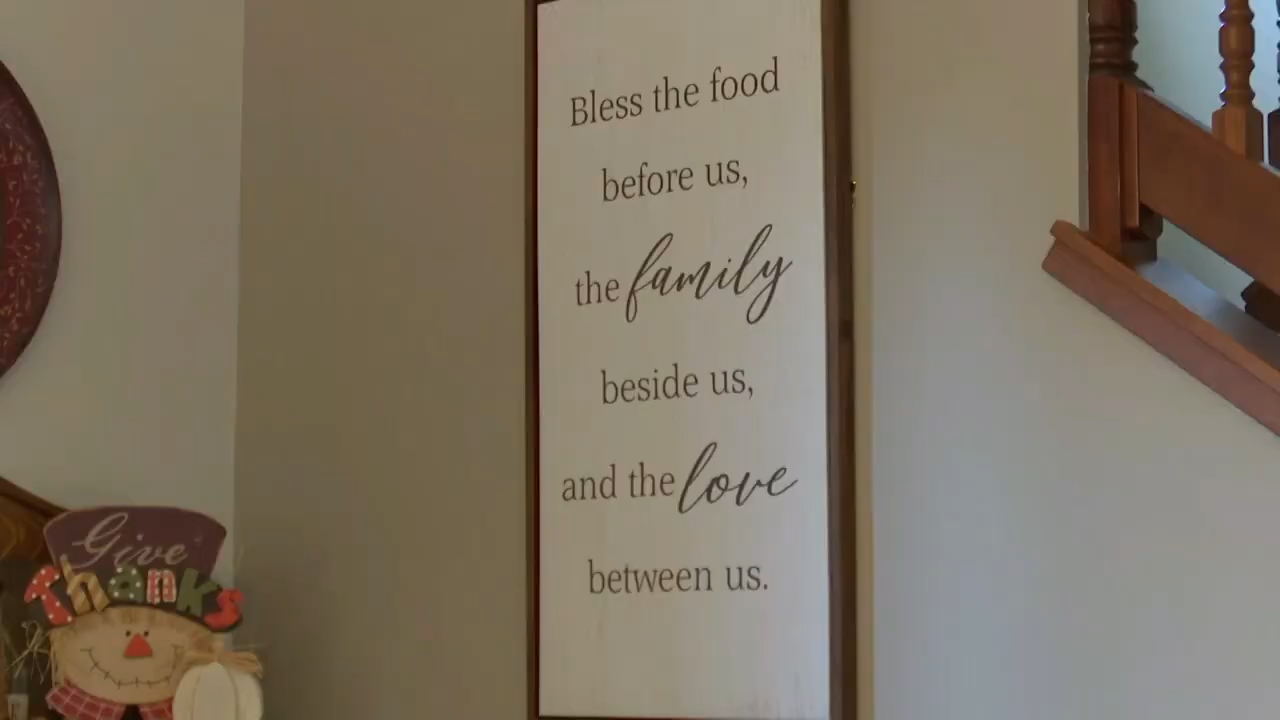 Bless the food
before us,
the family
beside us,
and the love
between us.
Give
Thanks